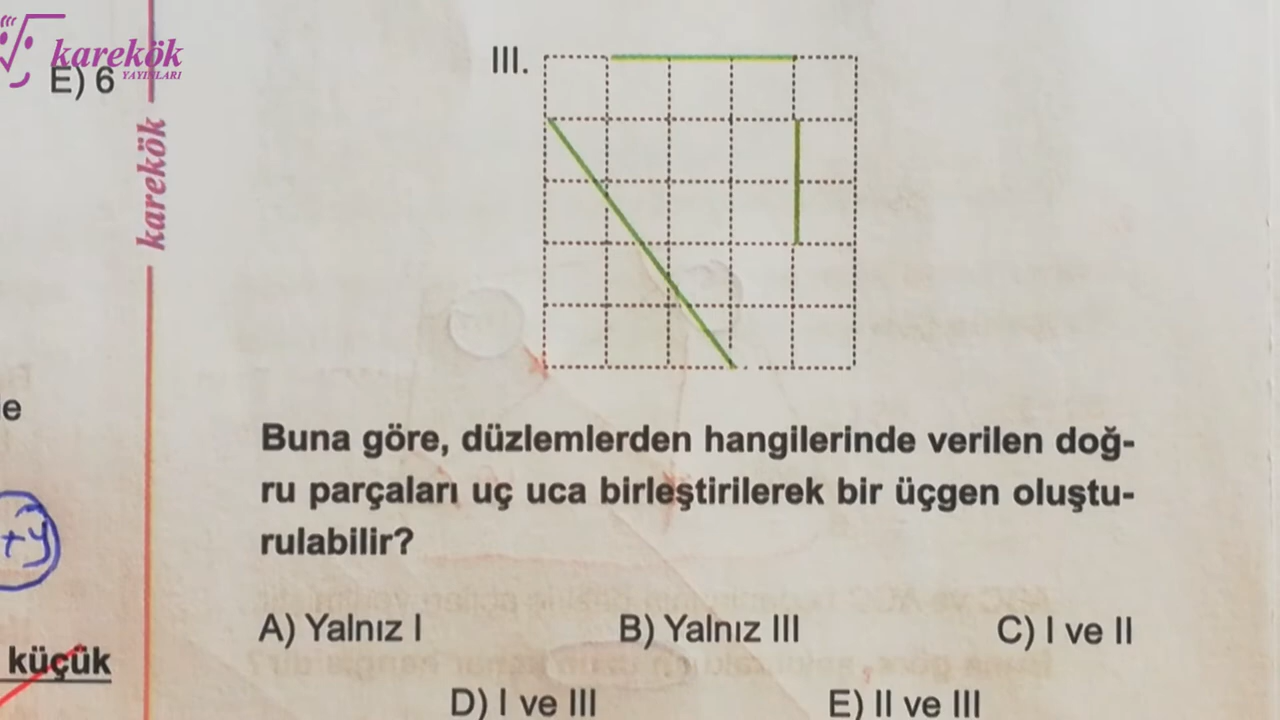 karekök
YAYINLARI
E) 6
karekök
III.
e
+y
küçük
Buna göre, düzlemlerden hangilerinde verilen doğ-
ru parçaları uç uca birleştirilerek bir üçgen oluştu-
rulabilir?
A) Yalnız I
B) Yalnız III
C) I ve II
D) I ve III
E) II ve III